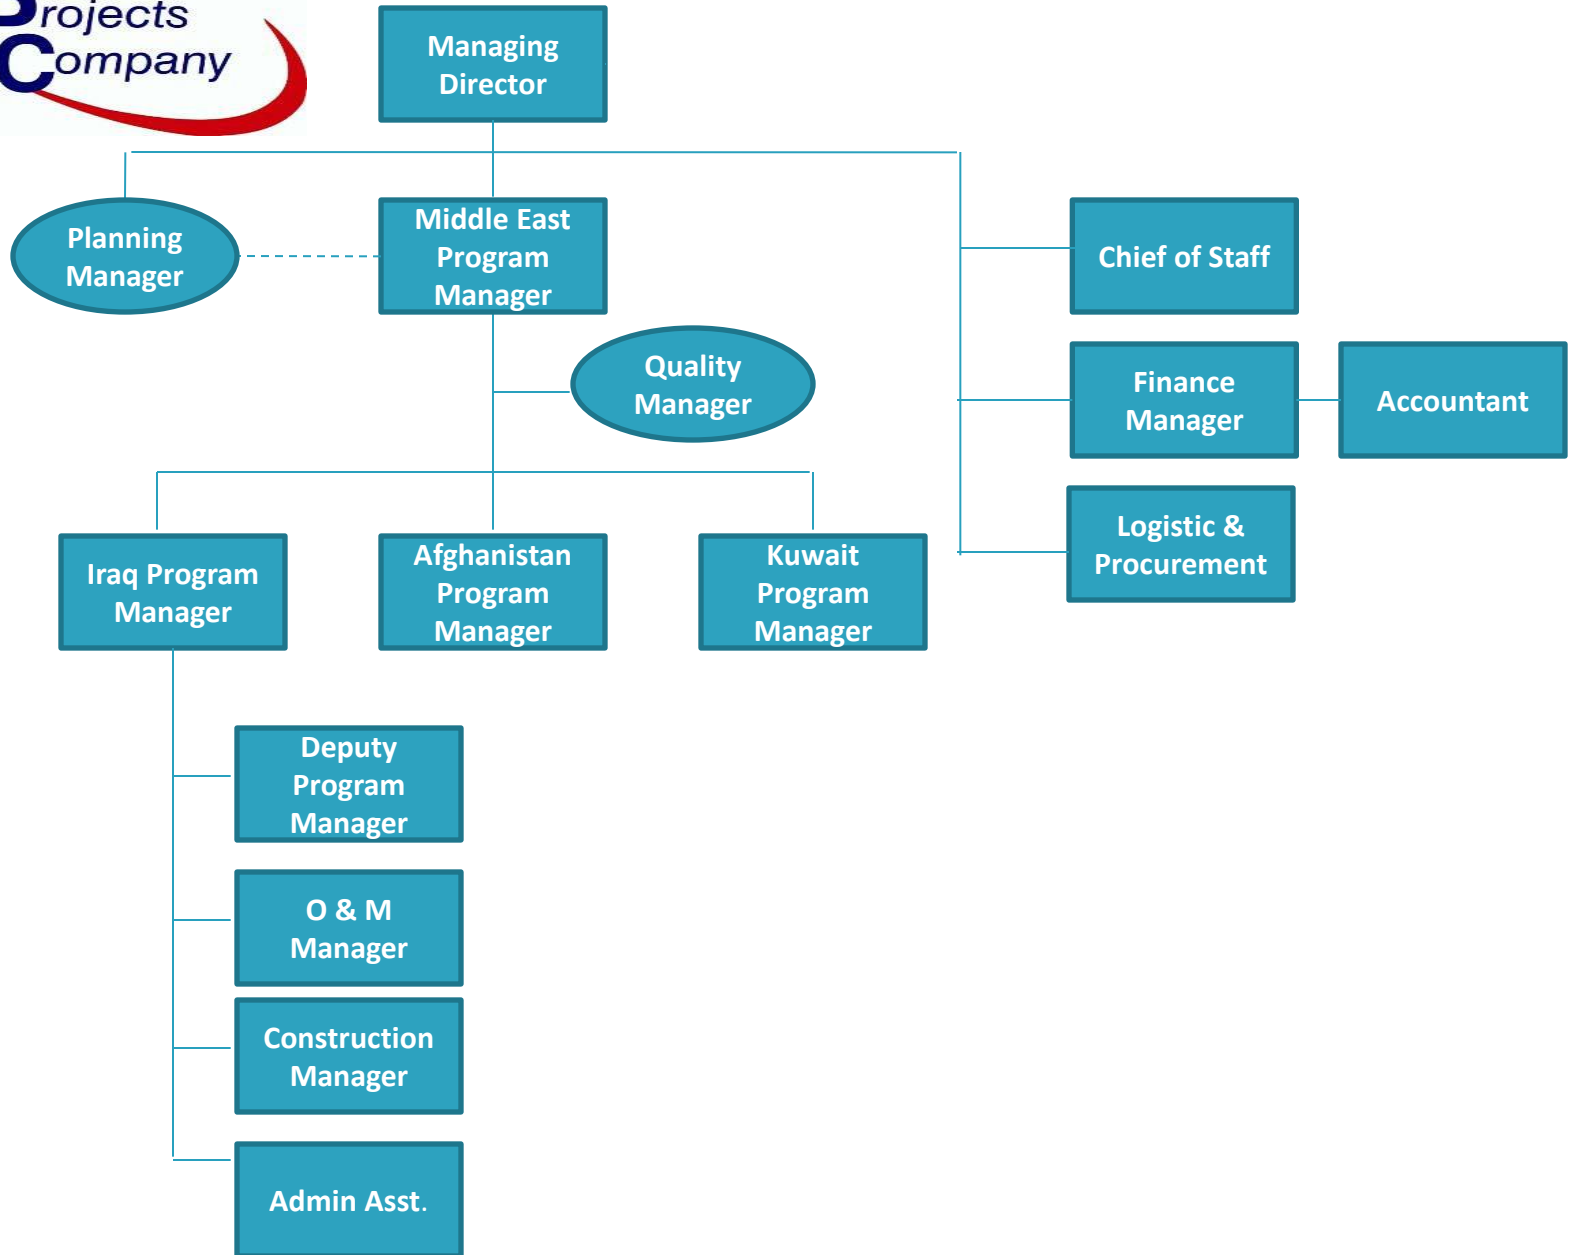 Projects
Company
Managing
Director
Planning
Manager
Middle East
Program
Manager
Chief of Staff
Quality
Manager
Finance
Manager
Accountant
Logistic &
Procurement
Iraq Program
Manager
Afghanistan
Program
Manager
Kuwait
Program
Manager
Deputy
Program
Manager
O & M
Manager
Construction
Manager
Admin Asst.